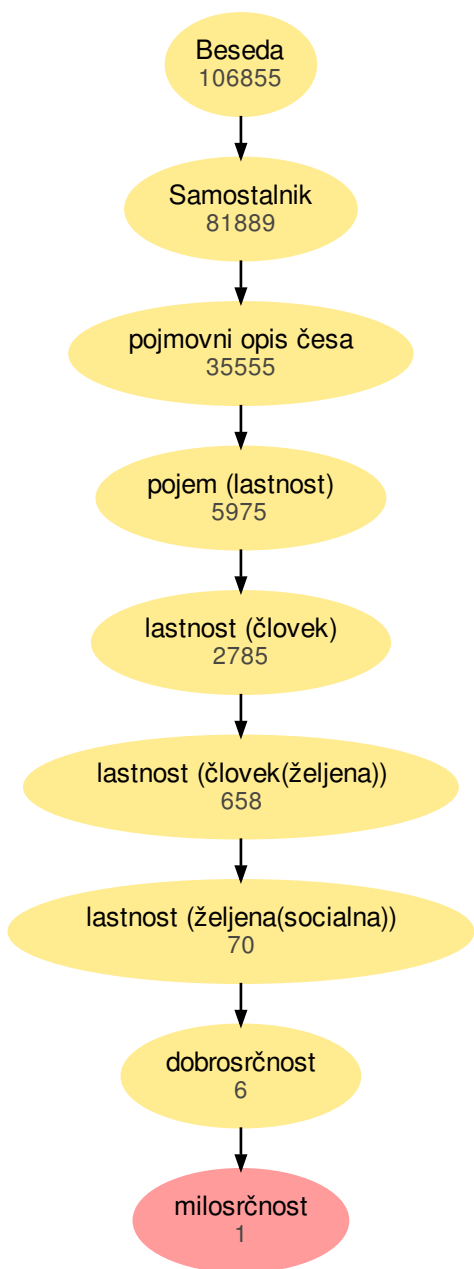 Beseda
106855
Samostalnik
81889
pojmovni opis česa
35555
pojem (lastnost)
5975
lastnost (človek)
2785
lastnost (človek(željena))
658
lastnost (željena(socialna))
70
dobrosrčnost
6
milosrčnost
1